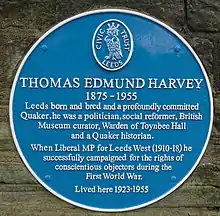 CIVIC TRUST
LEEDS
THOMAS EDMUND HARVEY
1875 - 1955
Leeds born and bred and a profoundly committed
Quaker, he was a politician, social reformer, British
Museum curator, Warden of Toynbee Hall
and a Quaker historian.
When Liberal MP for Leeds West (1910-18) he
successfully campaigned for the rights of
conscientious objectors during the
First World War.
Lived here 1923-1955